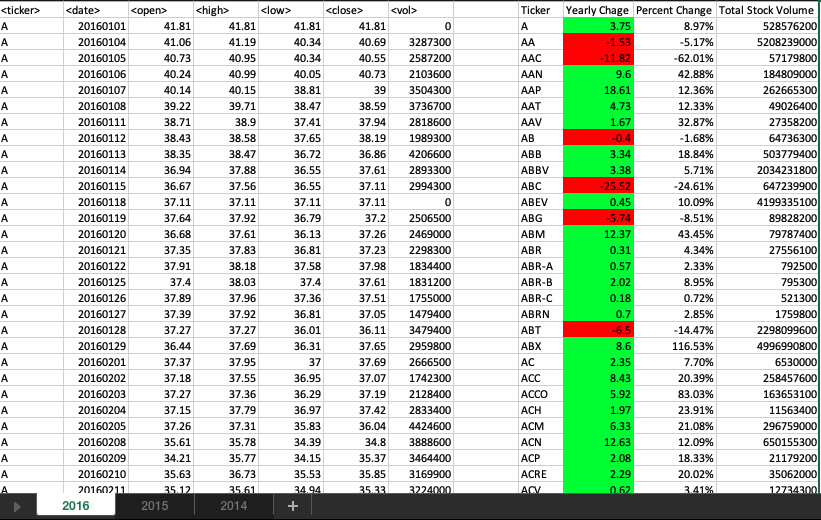 <ticker> <date> <open> <high> <low> <close> <vol> Ticker Yearly Chage Percent Change Total Stock Volume
A 20160101 41.81 41.81 41.81 41.81 0 A 3.75 8.97% 528576200
A 20160104 41.06 41.19 40.34 40.69 3287300 AA -1.53 -5.17% 5208239000
A 20160105 40.73 40.95 40.34 40.55 2587200 AAC -11.82 -62.01% 57179800
A 20160106 40.24 40.99 40.05 40.73 2103600 AAN 9.6 42.88% 184809000
A 20160107 40.14 40.15 38.81 39 3504300 AAP 18.61 12.36% 262665300
A 20160108 39.22 39.71 38.47 38.59 3736700 AAT 4.73 12.33% 49026400
A 20160111 38.71 38.9 37.41 37.94 2818600 AAV 1.67 32.87% 27358200
A 20160112 38.43 38.58 37.65 38.19 1989300 AB -0.4 -1.68% 64736300
A 20160113 38.35 38.47 36.72 36.86 4206600 ABB 3.34 18.84% 503779400
A 20160114 36.94 37.88 36.55 37.61 2893300 ABBV 3.38 5.71% 2034231800
A 20160115 36.67 37.56 36.55 37.11 2994300 ABC -25.52 -24.61% 647239900
A 20160118 37.11 37.11 37.11 37.11 0 ABEV 0.45 10.09% 4199335100
A 20160119 37.64 37.92 36.79 37.2 2506500 ABG -5.74 -8.51% 89828200
A 20160120 36.68 37.61 36.13 37.26 2469000 ABM 12.37 43.45% 79787400
A 20160121 37.35 37.83 36.81 37.23 2298300 ABR 0.31 4.34% 27556100
A 20160122 37.91 38.18 37.58 37.98 1834400 ABR-A 0.57 2.33% 792500
A 20160125 37.4 38.03 37.4 37.61 1831200 ABR-B 2.02 8.95% 795300
A 20160126 37.89 37.96 37.36 37.51 1755000 ABR-C 0.18 0.72% 521300
A 20160127 37.39 37.92 36.81 37.05 1479400 ABRN 0.7 2.85% 1759800
A 20160128 37.27 37.27 36.01 36.11 3479400 ABT -6.5 -14.47% 2298099600
A 20160129 36.44 37.69 36.31 37.65 2959800 ABX 8.6 116.53% 4996990800
A 20160201 37.37 37.95 37 37.69 2666500 AC 2.35 7.70% 6530000
A 20160202 37.18 37.55 36.95 37.07 1742300 ACC 8.43 20.39% 258457600
A 20160203 37.27 37.36 36.29 37.19 2128400 ACCO 5.92 83.03% 163653100
A 20160204 37.15 37.79 36.97 37.42 2833400 ACH 1.97 23.91% 11563400
A 20160205 37.26 37.31 35.83 36.04 4424600 ACM 6.33 21.08% 296759000
A 20160208 35.61 35.78 34.39 34.8 3888600 ACN 12.63 12.09% 650155300
A 20160209 34.21 35.77 34.15 35.37 3464400 ACP 2.08 18.33% 21179200
A 20160210 35.63 36.73 35.53 35.85 3169900 ACRE 2.29 20.02% 35062000
A 20160211 35.12 35.61 34.94 35.33 3224000 ACV 0.62 3.41% 12734300
2016 2015 2014 +